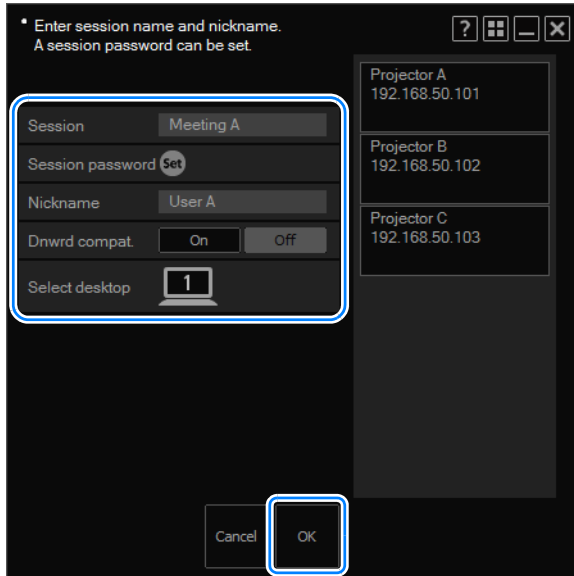 Enter session name and nickname.
A session password can be set.
?
Session Meeting A
Session password Set
Nickname User A
Dnwrd compat. On Off
Select desktop 1
Projector A
192.168.50.101
Projector B
192.168.50.102
Projector C
192.168.50.103
Cancel OK